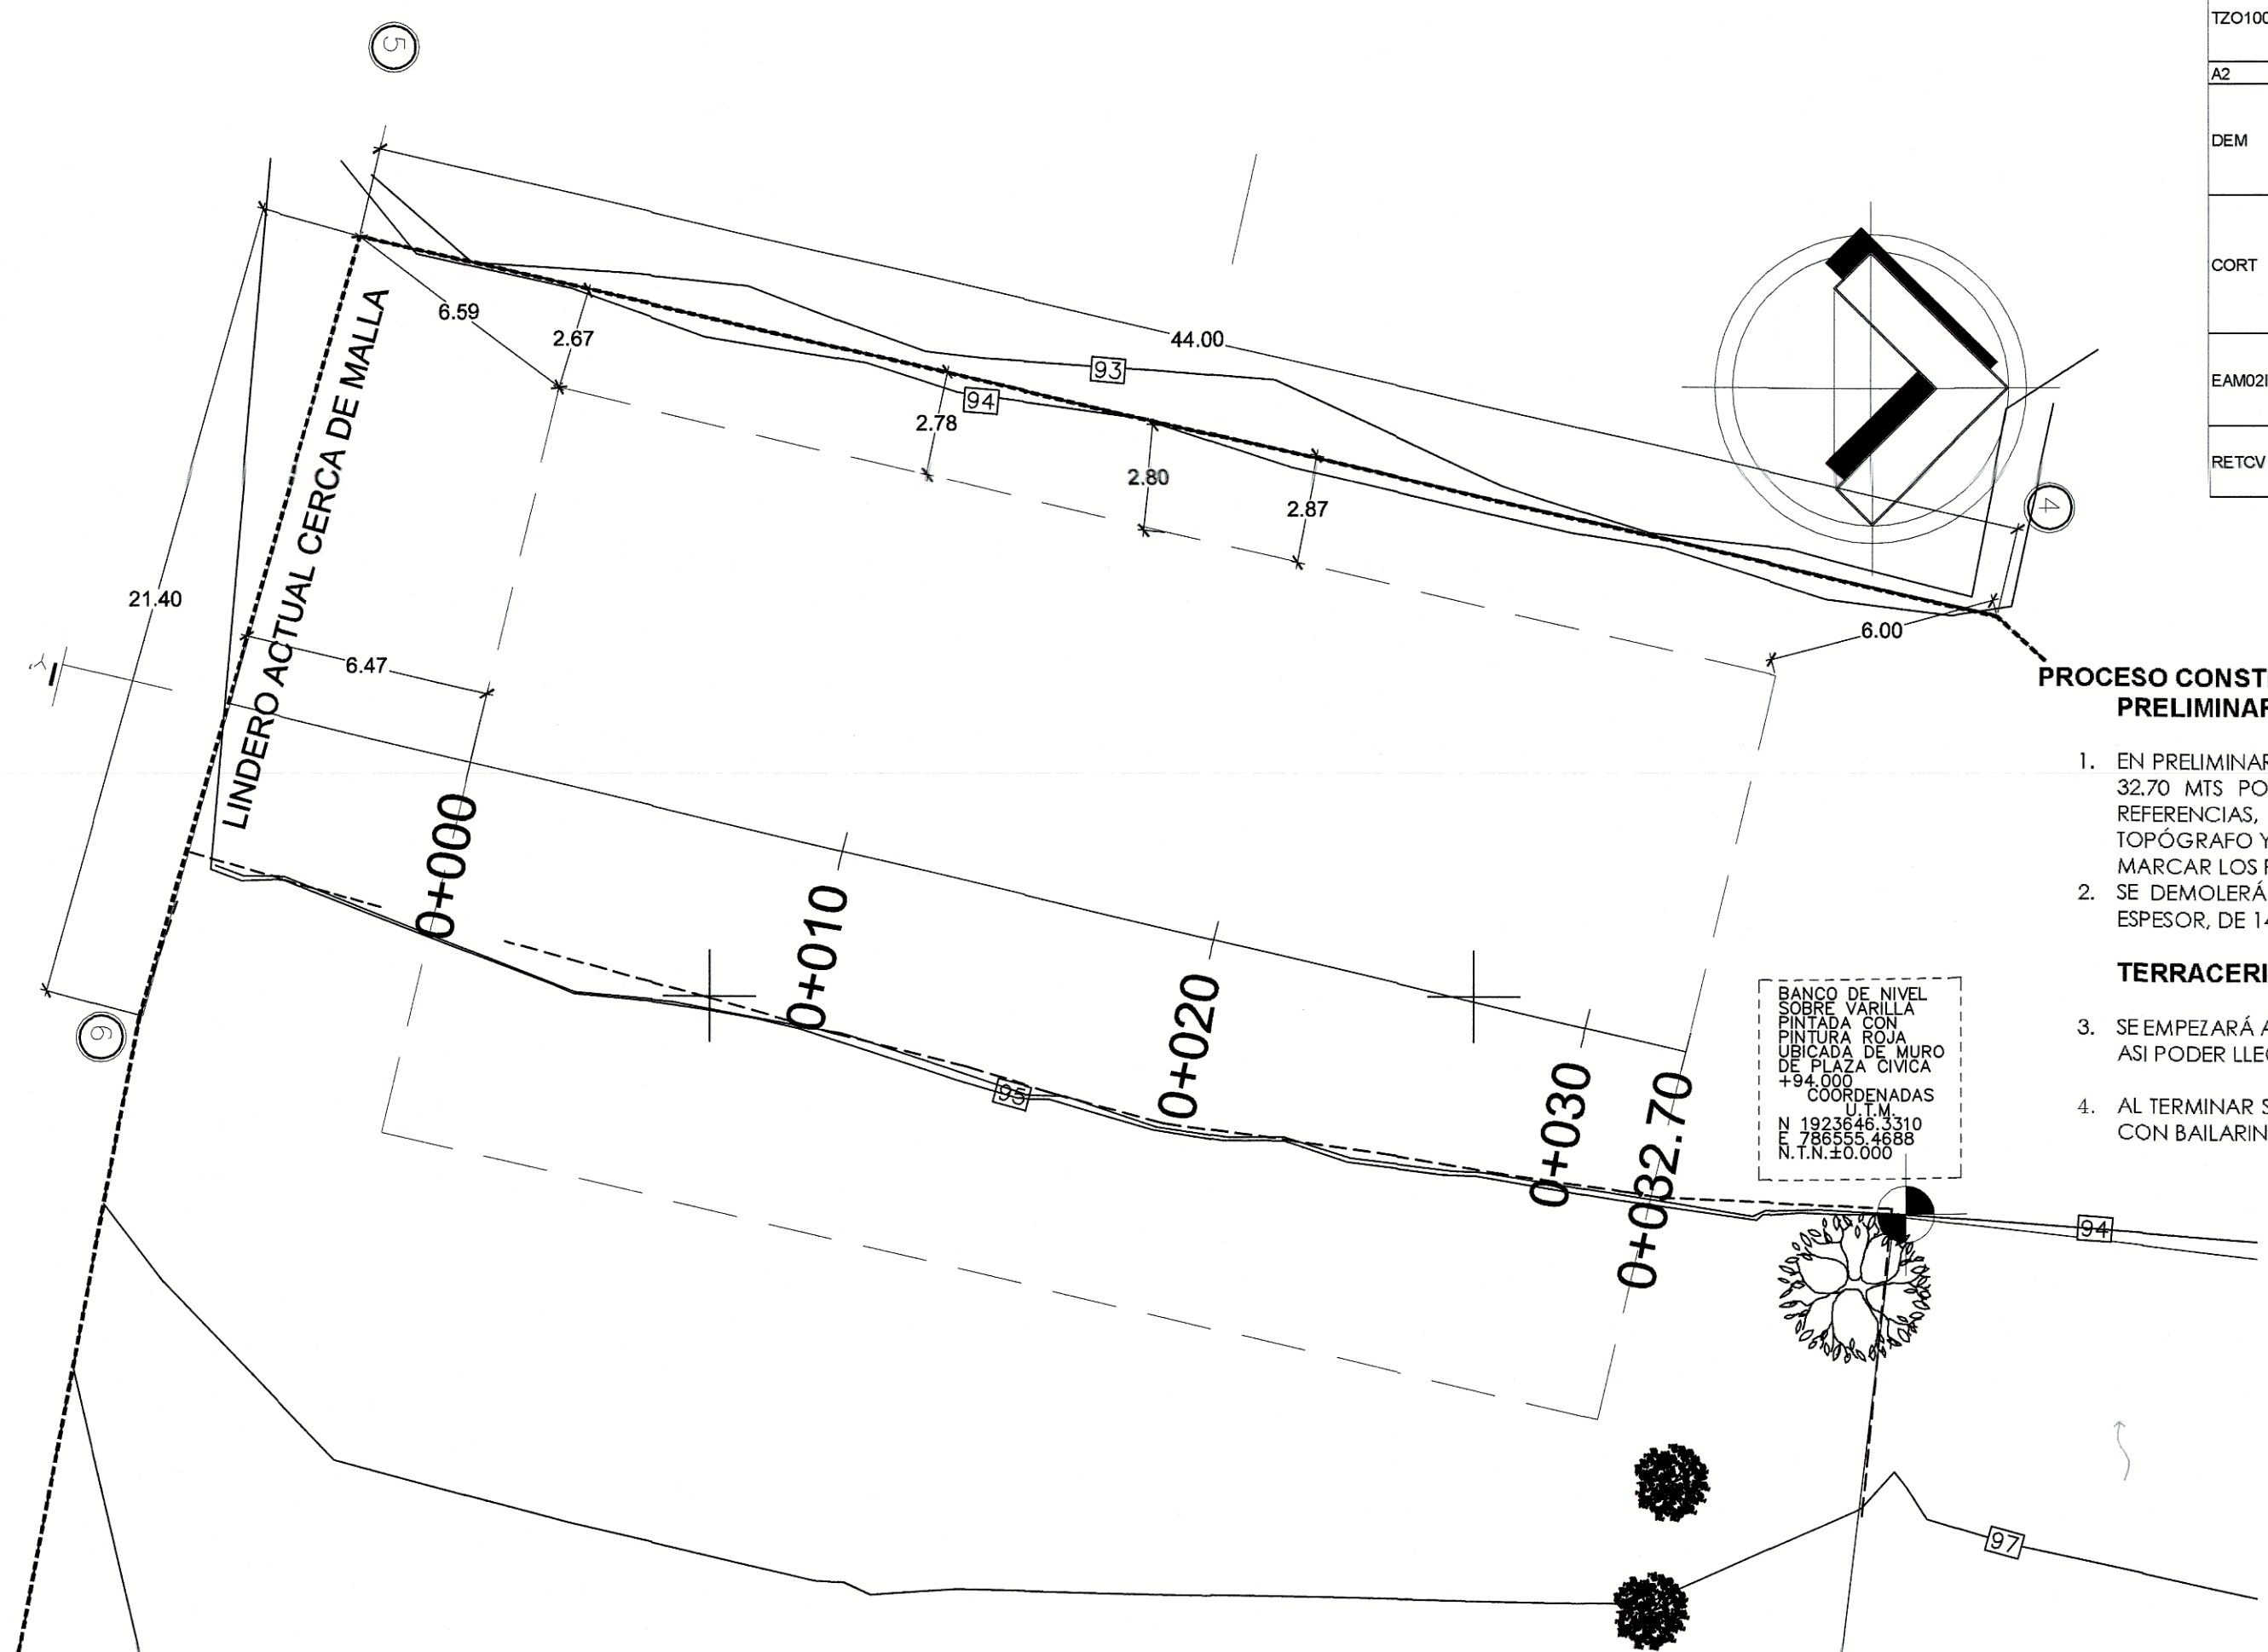 TZO100
A2
DEM
CORT
EAM02I
RETCV
5
44.00
6.59
2.67
93
94
2.78
2.80
2.87
4
LINDERO ACTUAL CERCA DE MALLA
21.40
6.47
6.00
Y'
0+000
0+010
0+020
0+030
0+032.70
6
95
94
97
BANCO DE NIVEL
SOBRE VARILLA
PINTADA CON
PINTURA ROJA
UBICADA DE MURO
DE PLAZA CIVICA
+94.000
COORDENADAS
U.T.M.
N 1923646.3310
E 786555.4688
N.T.N.±0.000
PROCESO CONST
PRELIMINAR
1. EN PRELIMINAR
32.70 MTS PO
REFERENCIAS,
TOPÓGRAFO Y
MARCAR LOS
2. SE DEMOLERÁ
ESPESOR, DE 14
TERRACERI
3. SE EMPEZARÁ A
ASI PODER LLE
4. AL TERMINAR S
CON BAILARIN